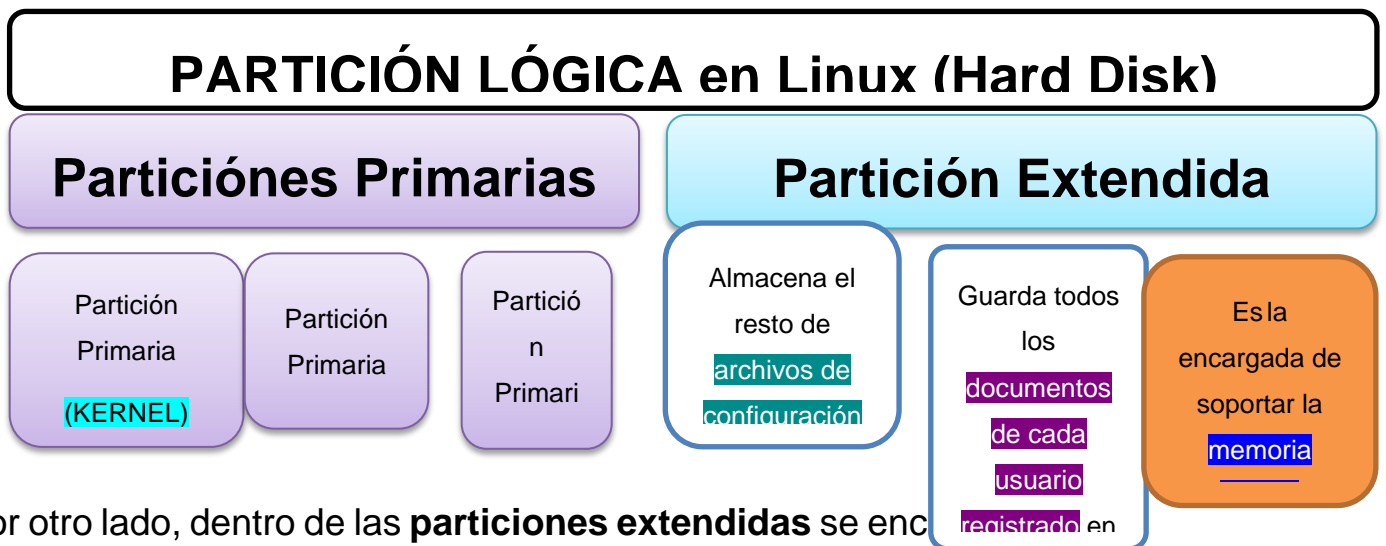 PARTICIÓN LÓGICA en Linux (Hard Disk)
Particiónes Primarias
Partición Extendida
Partición
Primaria
(KERNEL)
Partición
Primaria
Partició
n
Primari
Almacena el
resto de
archivos de
configuración
Guarda todos
los
documentos
de cada
usuario
registrado en
Es la
encargada de
soportar la
memoria
or otro lado, dentro de las particiones extendidas se enc